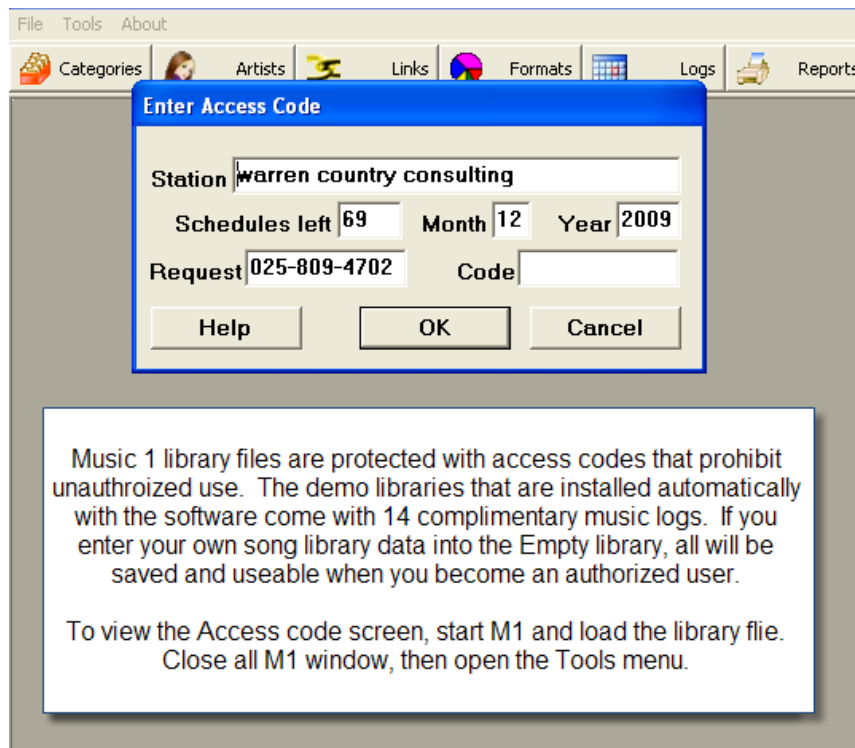 File Tools About
Categories Artists Links Formats Logs Reports
Enter Access Code
Station warren country consulting
Schedules left 69 Month 12 Year 2009
Request 025-809-4702 Code
Help OK Cancel
Music 1 library files are protected with access codes that prohibit
unauthroized use. The demo libraries that are installed automatically
with the software come with 14 complimentary music logs. If you
enter your own song library data into the Empty library, all will be
saved and useable when you become an authorized user.
To view the Access code screen, start M1 and load the library flie.
Close all M1 window, then open the Tools menu.